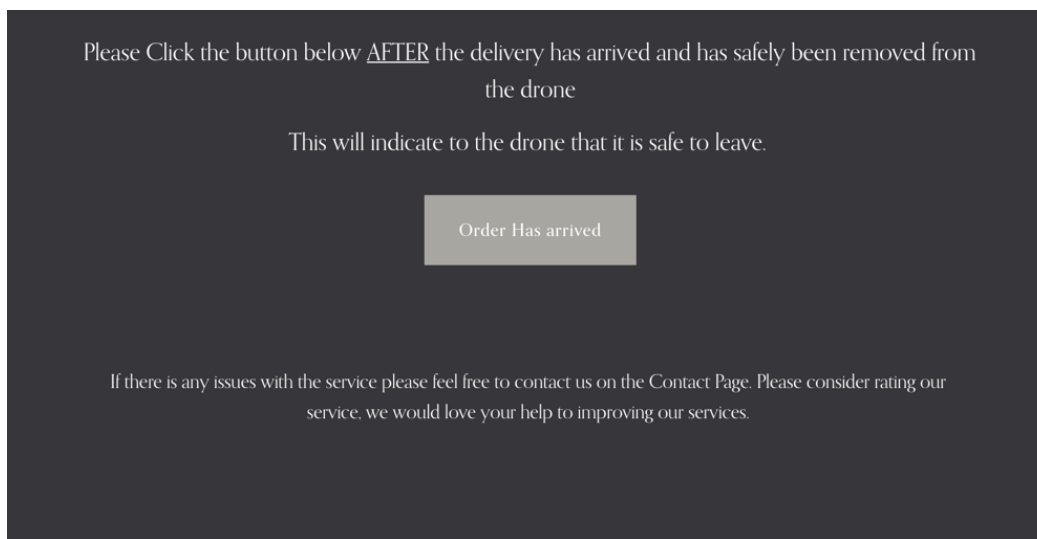 Please Click the button below AFTER the delivery has arrived and has safely been removed from
the drone
This will indicate to the drone that it is safe to leave.
Order Has arrived
If there is any issues with the service please feel free to contact us on the Contact Page. Please consider rating our
service, we would love your help to improving our services.